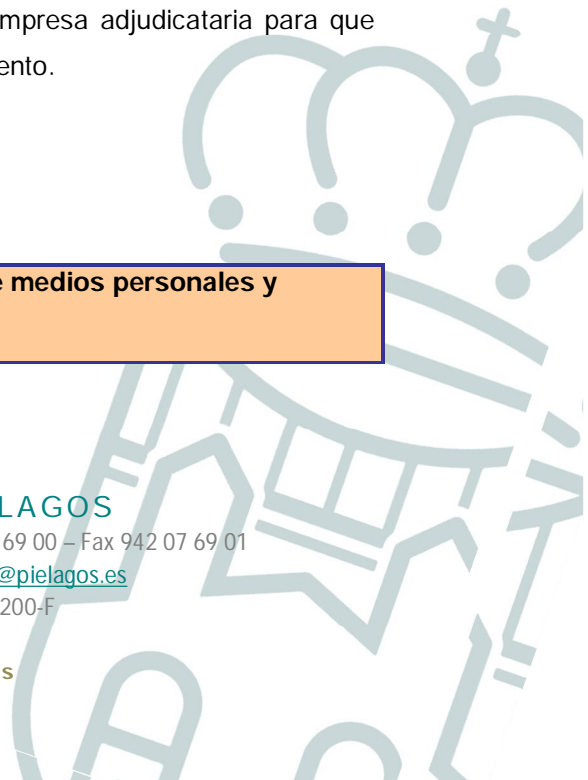 mpresa adjudicataria para que
ento.
e medios personales y
LAGOS
69 00 – Fax 942 07 69 01
@pielagos.es
200-F
s